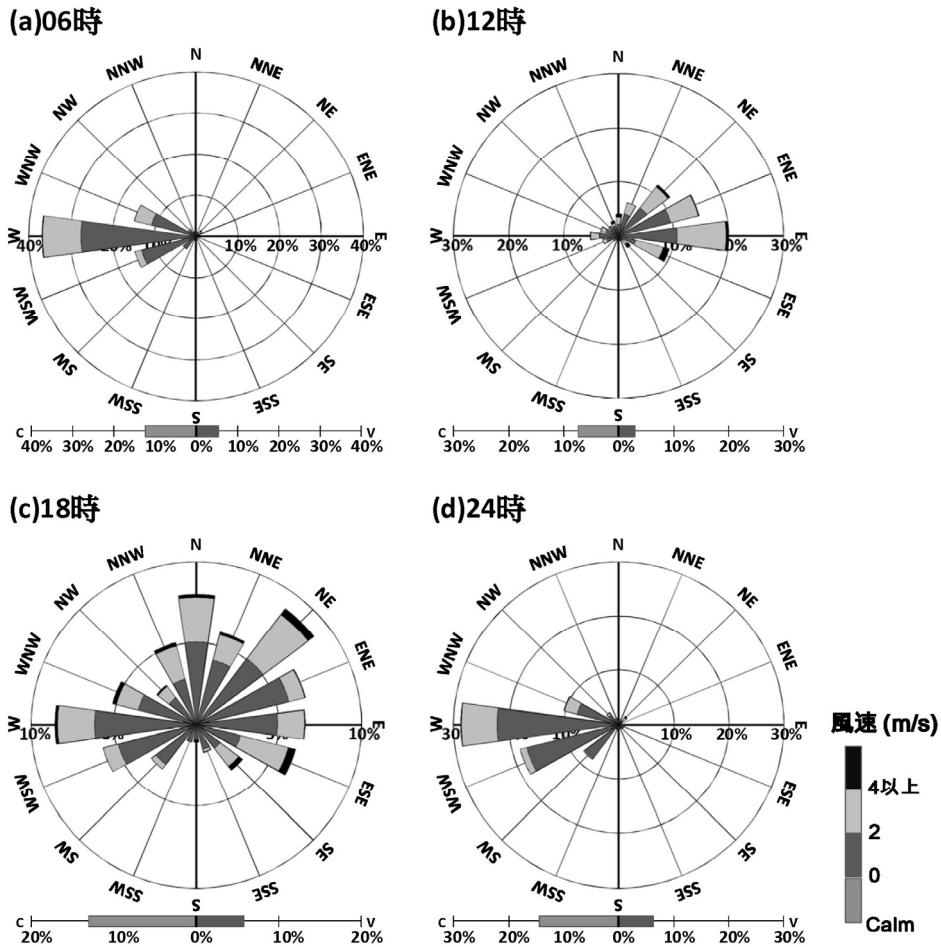 (a)06時
N
NNE
NE
ENE
E
ESE
SE
SSE
S
SSW
SW
WSW
W
WNW
NW
NNW
40% 10% 10% 20% 30% 40%
C V
40% 30% 20% 10% 0% 10% 20% 30% 40%
(b)12時
N
NNE
NE
ENE
E
ESE
SE
SSE
S
SSW
SW
WSW
W
WNW
NW
NNW
30% 20% 10% 10% 20% 30%
C V
30% 20% 10% 0% 10% 20% 30%
(c)18時
N
NNE
NE
ENE
E
ESE
SE
SSE
S
SSW
SW
WSW
W
WNW
NW
NNW
10% 5% 5% 10%
C V
20% 10% 0% 10% 20%
(d)24時
N
NNE
NE
ENE
E
ESE
SE
SSE
S
SSW
SW
WSW
W
WNW
NW
NNW
30% 10% 10% 20% 30%
C V
30% 20% 10% 0% 10% 20% 30%
風速 (m/s)
4以上
2
0
Calm